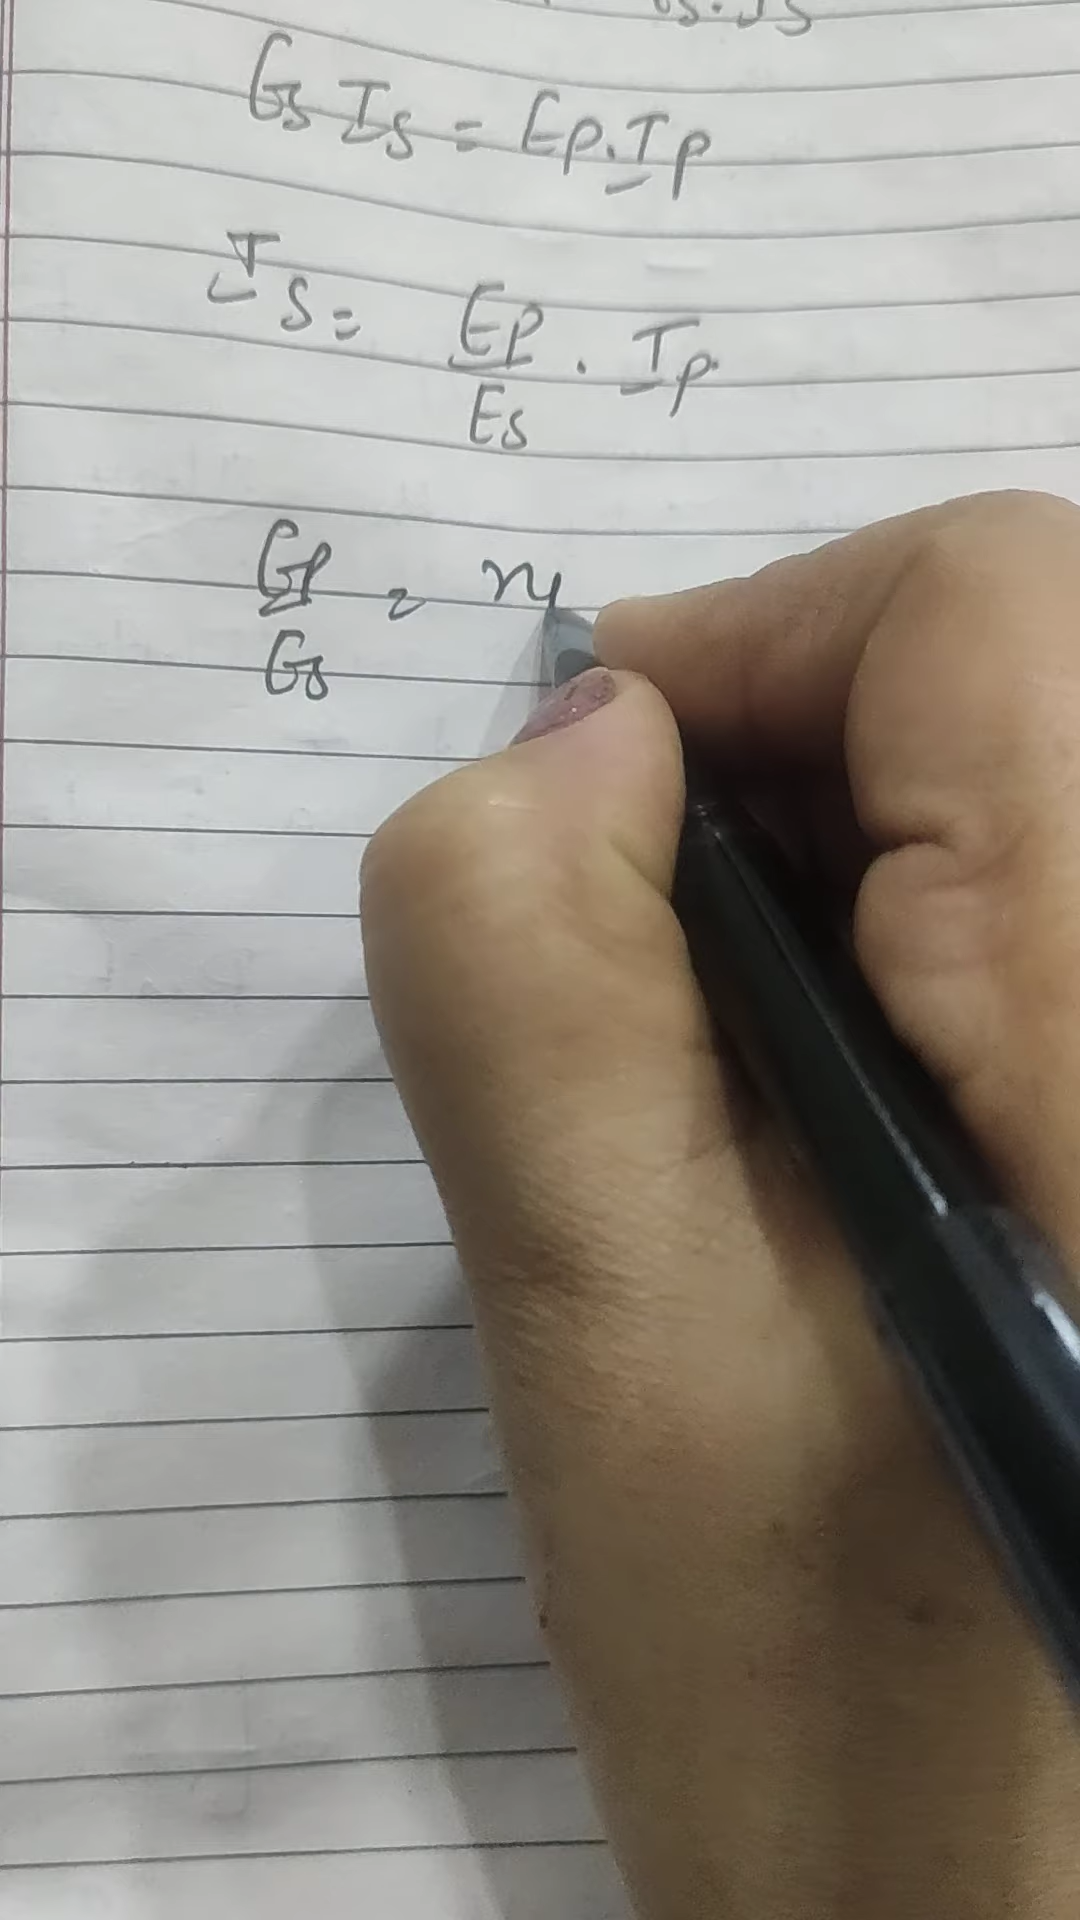 Es Is = Ep. Ip
Is = Ep/Es . Ip
Ep/Es = n